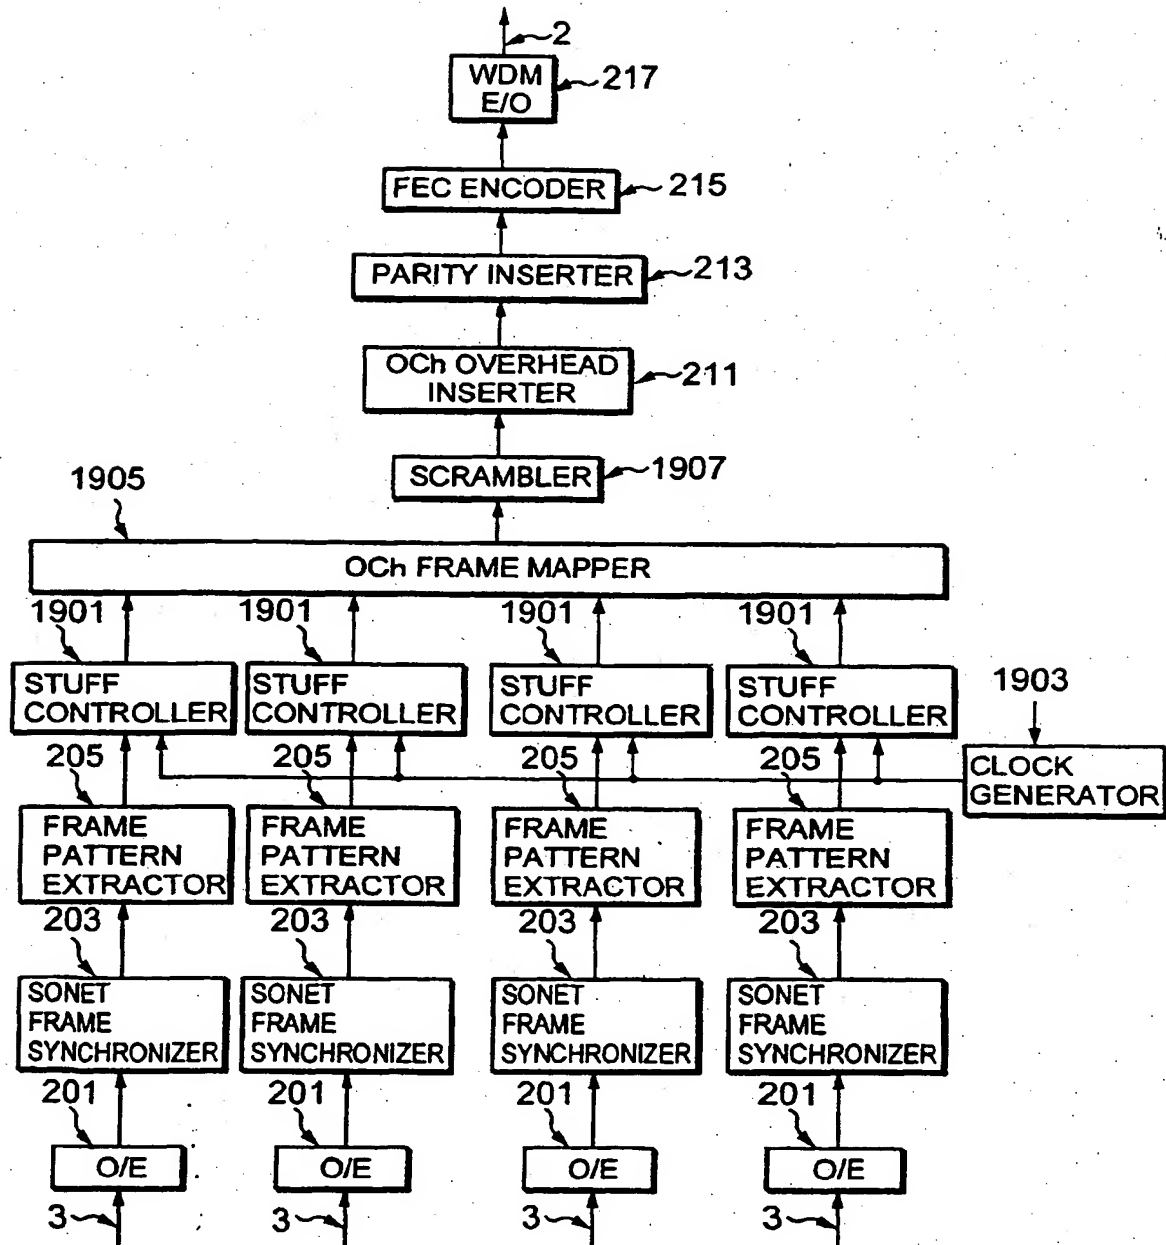 2
WDM
E/O
217
FEC ENCODER
215
PARITY INSERTER
213
OCh OVERHEAD
INSERTER
211
SCRAMBLER
1907
1905
OCh FRAME MAPPER
1901
1901
1901
1901
STUFF
CONTROLLER
STUFF
CONTROLLER
STUFF
CONTROLLER
STUFF
CONTROLLER
1903
CLOCK
GENERATOR
205
205
205
205
FRAME
PATTERN
EXTRACTOR
FRAME
PATTERN
EXTRACTOR
FRAME
PATTERN
EXTRACTOR
FRAME
PATTERN
EXTRACTOR
203
203
203
203
SONET
FRAME
SYNCHRONIZER
SONET
FRAME
SYNCHRONIZER
SONET
FRAME
SYNCHRONIZER
SONET
FRAME
SYNCHRONIZER
201
201
201
201
O/E
O/E
O/E
O/E
3
3
3
3